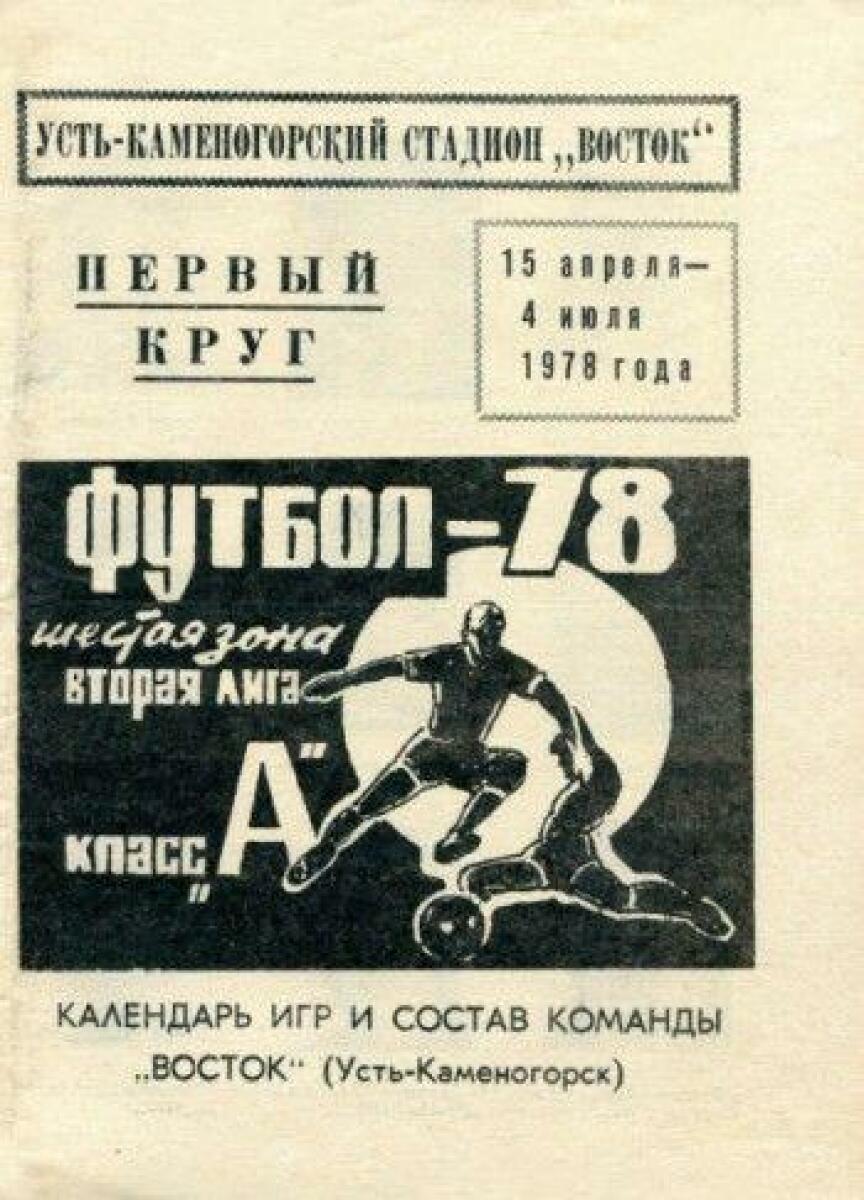 УСТЬ-КАМЕНОГОРСКИЙ СТАДИОН „ВОСТОК“
ПЕРВЫЙ
КРУГ
15 апреля—
4 июля
1978 года
ФУТБОЛ-78
шестая зона
вторая лига
класс „А“
КАЛЕНДАРЬ ИГР И СОСТАВ КОМАНДЫ
„ВОСТОК“ (Усть-Каменогорск)